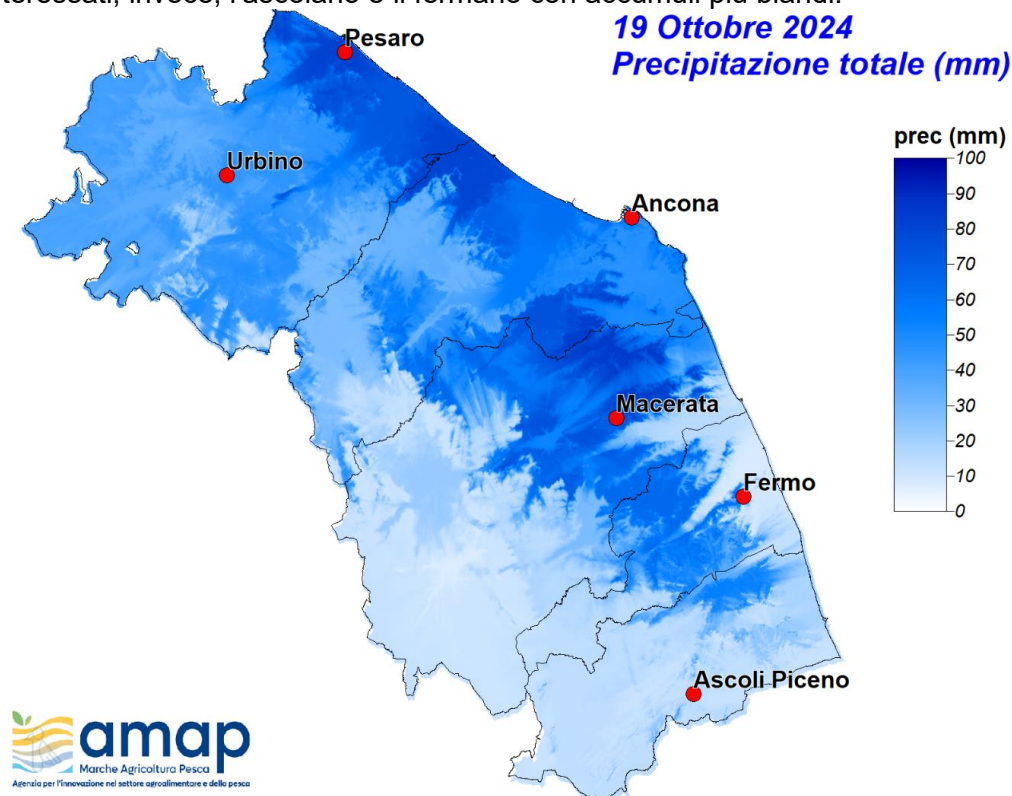 teressati, invece, l'ascolano e il fermano con accumuli più blandi.
19 Ottobre 2024
Precipitazione totale (mm)
Pesaro
prec (mm)
100
90
80
70
60
50
40
30
20
10
0
Urbino
Ancona
Macerata
Fermo
Ascoli Piceno
amap
Marche Agricoltura Pesca
Agenzia per l'innovazione nel settore agroalimentare e della pesca